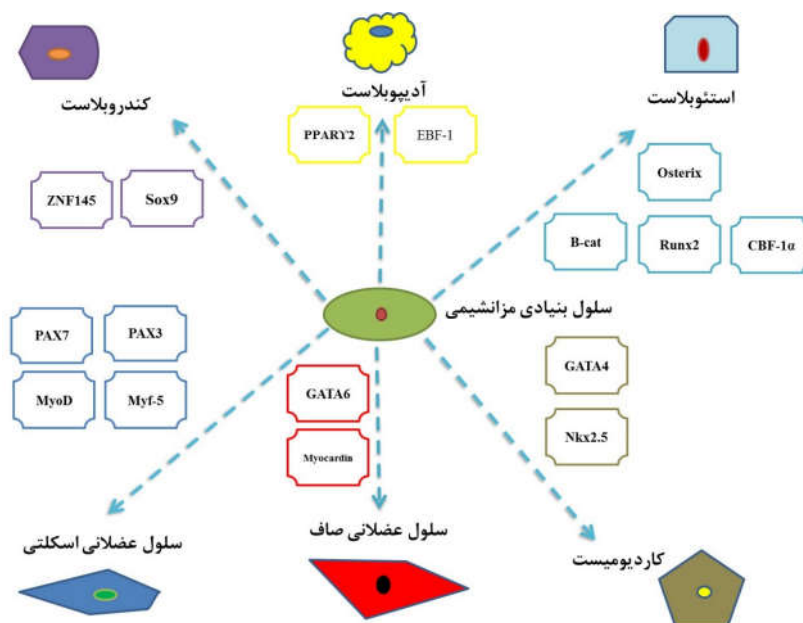 کندروبلاست
آدیپوبلاست
استئوبلاست
PPARY2
EBF-1
ZNF145
Sox9
Osterix
B-cat
Runx2
CBF-1α
سلول بنیادی مزانشیمی
PAX7
PAX3
MyoD
Myf-5
GATA6
Myocardin
GATA4
Nkx2.5
سلول عضلانی اسکلتی
سلول عضلانی صاف
کاردیومیست